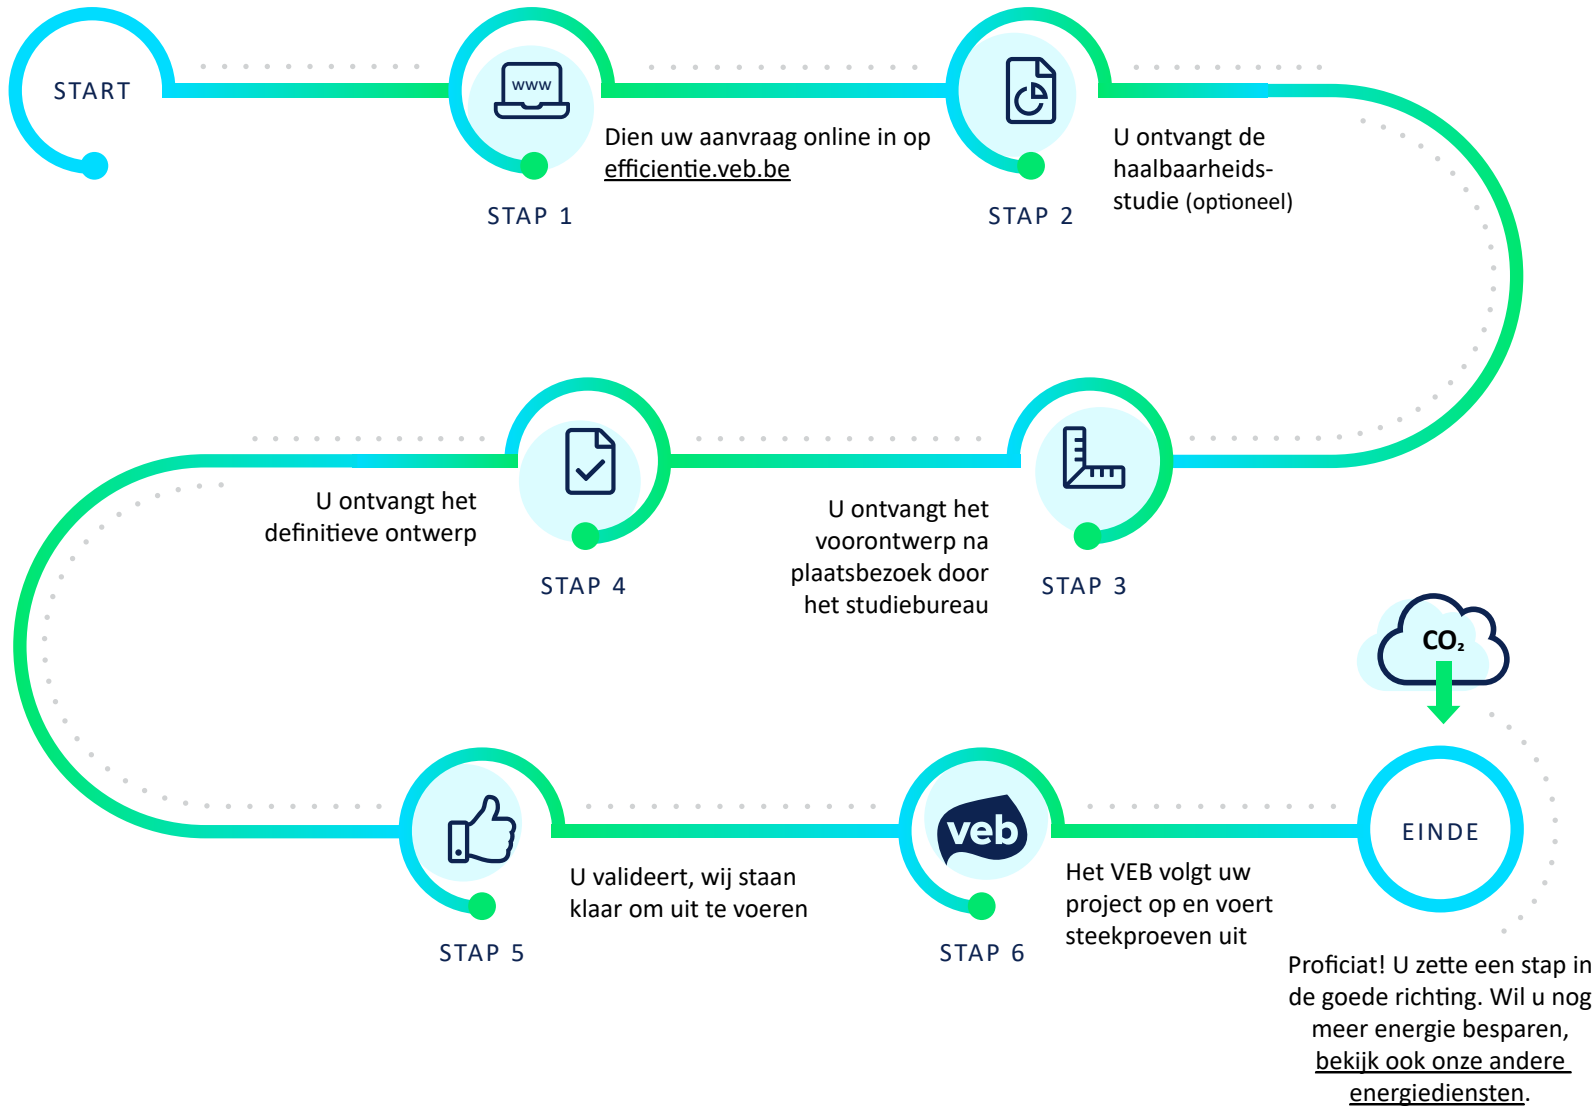 START
www
Dien uw aanvraag online in op
efficientie.veb.be
STAP 1
U ontvangt de
haalbaarheids-
studie (optioneel)
STAP 2
U ontvangt het
voorontwerp na
plaatsbezoek door
het studiebureau
STAP 3
U ontvangt het
definitieve ontwerp
STAP 4
U valideert, wij staan
klaar om uit te voeren
STAP 5
veb
Het VEB volgt uw
project op en voert
steekproeven uit
STAP 6
CO₂
EINDE
Proficiat! U zette een stap in
de goede richting. Wil u nog
meer energie besparen,
bekijk ook onze andere
energiediensten.